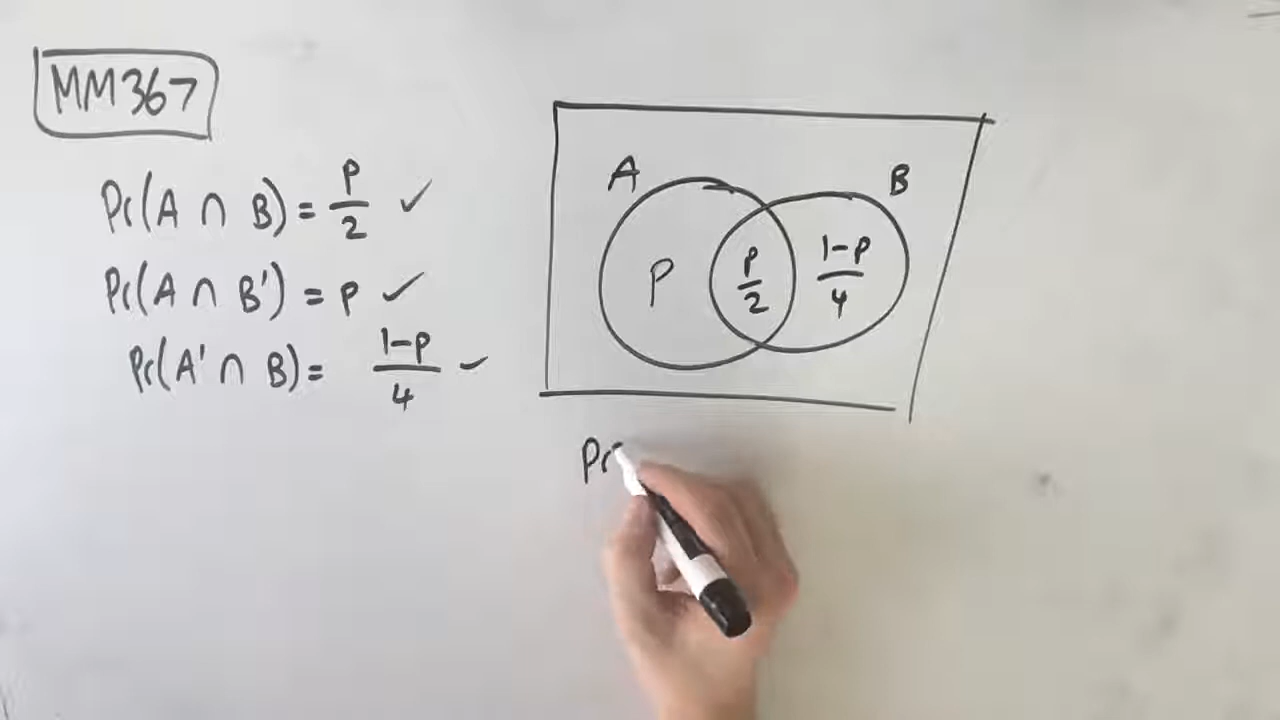 MM367
Pr(A ∩ B) = p/2 ✓
Pr(A ∩ B') = p ✓
Pr(A' ∩ B) = 1-p/4 ✓
A B
p p/2 1-p/4
Pr